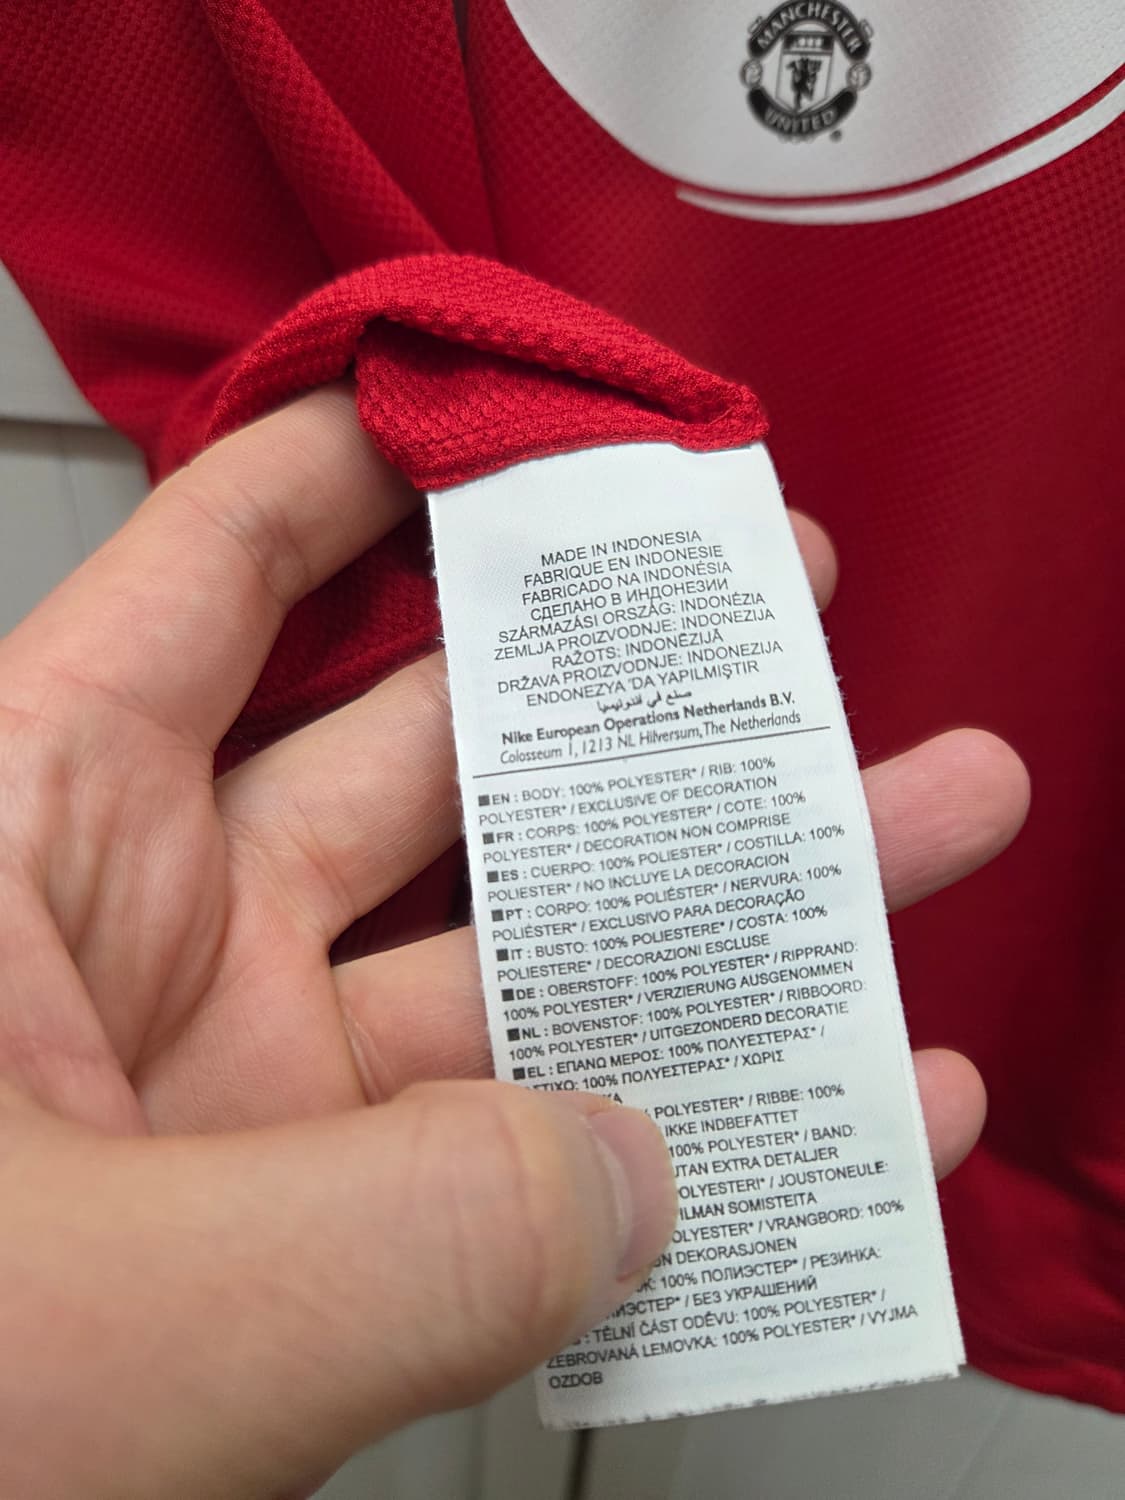 MANCHESTER
UNITED
MADE IN INDONESIA
FABRIQUE EN INDONESIE
FABRICADO NA INDONÉSIA
СДЕЛАНО В ИНДОНЕЗИИ
SZÁRMAZÁSI ORSZÁG: INDONÉZIA
ZEMLJA PROIZVODNJE: INDONEZIJA
RAŽOTS: INDONĒZIJĀ
DRŽAVA PROIZVODNJE: INDONEZIJA
ENDONEZYA 'DA YAPILMIŞTIR
صنع في اندونيسيا
Nike European Operations Netherlands B.V.
Colosseum 1, 1213 NL Hilversum, The Netherlands
EN : BODY: 100% POLYESTER* / RIB: 100%
POLYESTER* / EXCLUSIVE OF DECORATION
FR : CORPS: 100% POLYESTER* / COTE: 100%
POLYESTER* / DECORATION NON COMPRISE
ES : CUERPO: 100% POLIESTER* / COSTILLA: 100%
POLIESTER* / NO INCLUYE LA DECORACION
PT : CORPO: 100% POLIÉSTER* / NERVURA: 100%
POLIÉSTER* / EXCLUSIVO PARA DECORAÇÃO
IT : BUSTO: 100% POLIESTERE* / COSTA: 100%
POLIESTERE* / DECORAZIONI ESCLUSE
DE : OBERSTOFF: 100% POLYESTER* / RIPPRAND:
100% POLYESTER* / VERZIERUNG AUSGENOMMEN
NL : BOVENSTOF: 100% POLYESTER* / RIBBOORD:
100% POLYESTER* / UITGEZONDERD DECORATIE
EL : ΕΠΑΝΩ ΜΕΡΟΣ: 100% ΠΟΛΥΕΣΤΕΡΑΣ* /
100% ΠΟΛΥΕΣΤΕΡΑΣ* / ΧΩΡΙΣ
POLYESTER* / RIBBE: 100%
IKKE INDBEFATTET
100% POLYESTER* / BAND:
UTAN EXTRA DETALJER
POLYESTERI* / JOUSTONEULE:
ILMAN SOMISTEITA
OLYESTER* / VRANGBORD: 100%
DEKORASJONEN
100% ПОЛИЭСТЕР* / РЕЗИНКА:
ИЭСТЕР* / БЕЗ УКРАШЕНИЙ
: TĚLNÍ ČÁST ODĚVU: 100% POLYESTER* /
ŽEBROVANÁ LEMOVKA: 100% POLYESTER* / VYJMA
OZDOB